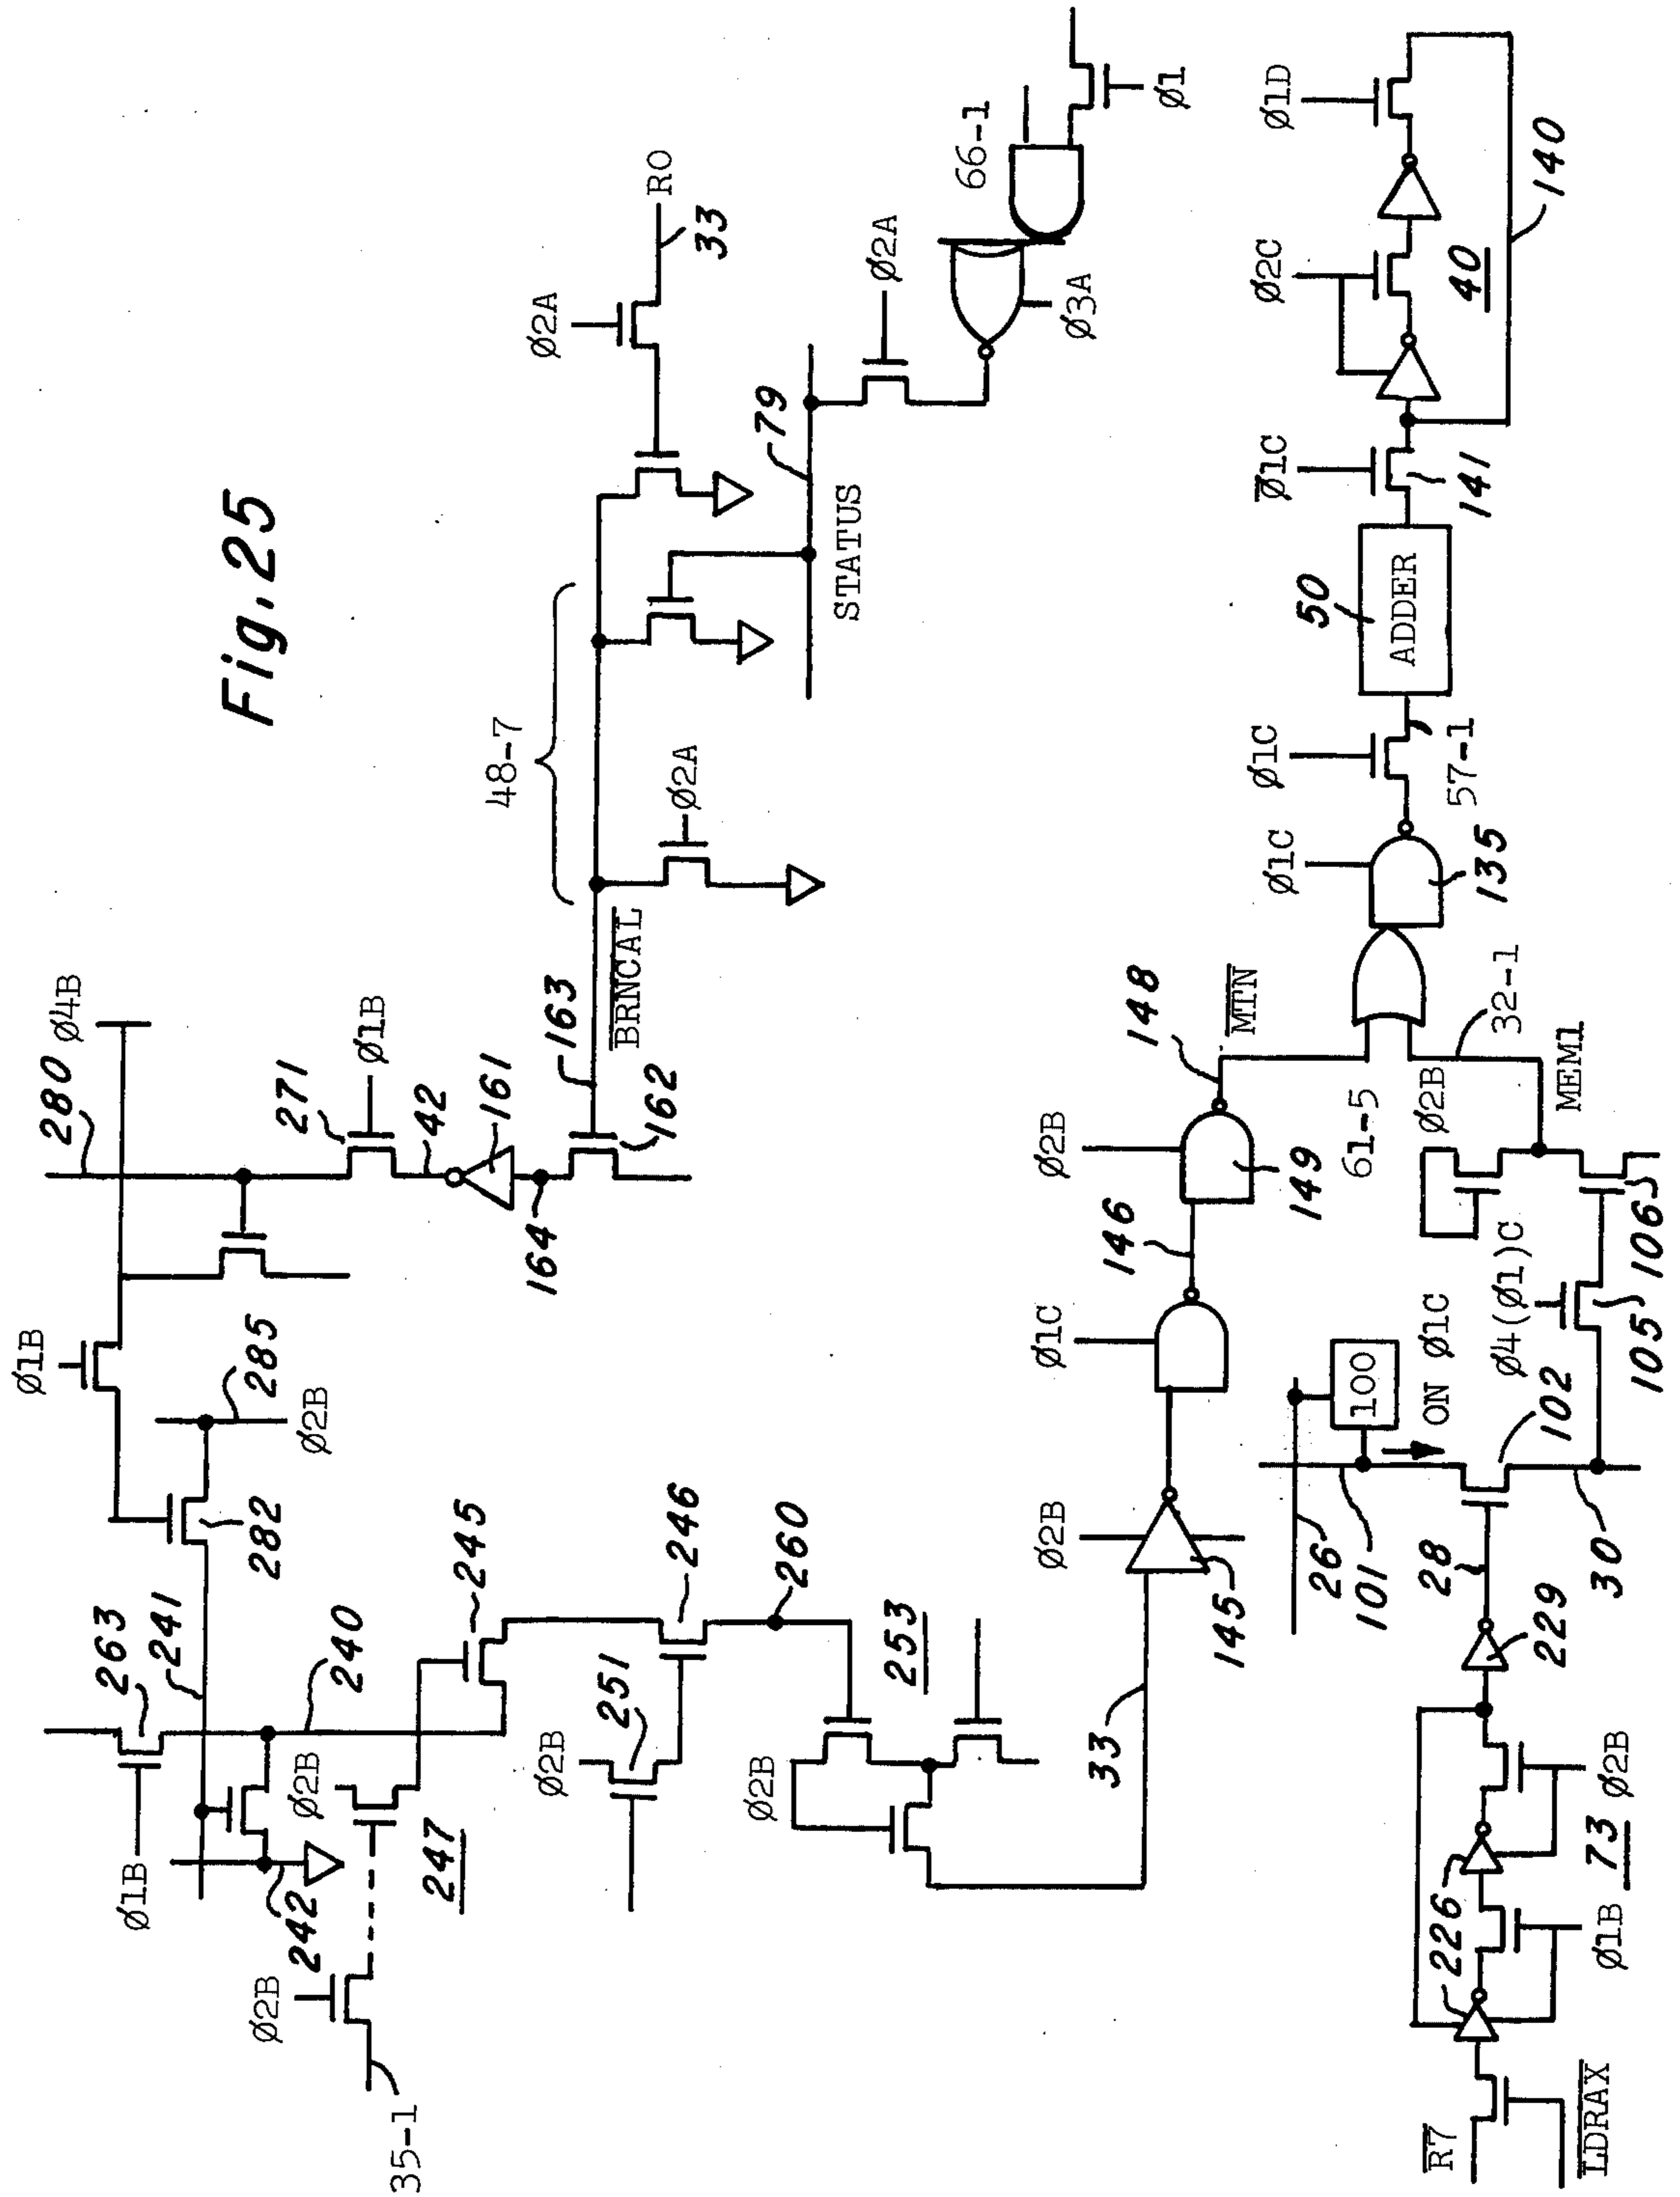 Fig. 25
280
Ø4B
Ø1B
271
Ø1B
42
161
164
162
163
BRNCAL
48-7
Ø2A
STATUS
79
Ø2A
RO
33
Ø2A
66-1
Ø3A
Ø1
285
Ø2B
282
241
263
Ø1B
242
240
Ø2B
245
247
Ø2B
35-1
246
251
Ø2B
260
253
Ø2B
33
145
Ø2B
Ø1C
146
Ø2B
149
148
MTN
61-5
32-1
MEM1
Ø2B
106
105
Ø4(Ø1)C
ON Ø1C
100
26
101
102
28
30
229
Ø2B
73
226
Ø1B
R7
LDRAX
Ø1C
135
Ø1C
57-1
50
ADDER
Ø1C
141
Ø2C
40
Ø1D
140